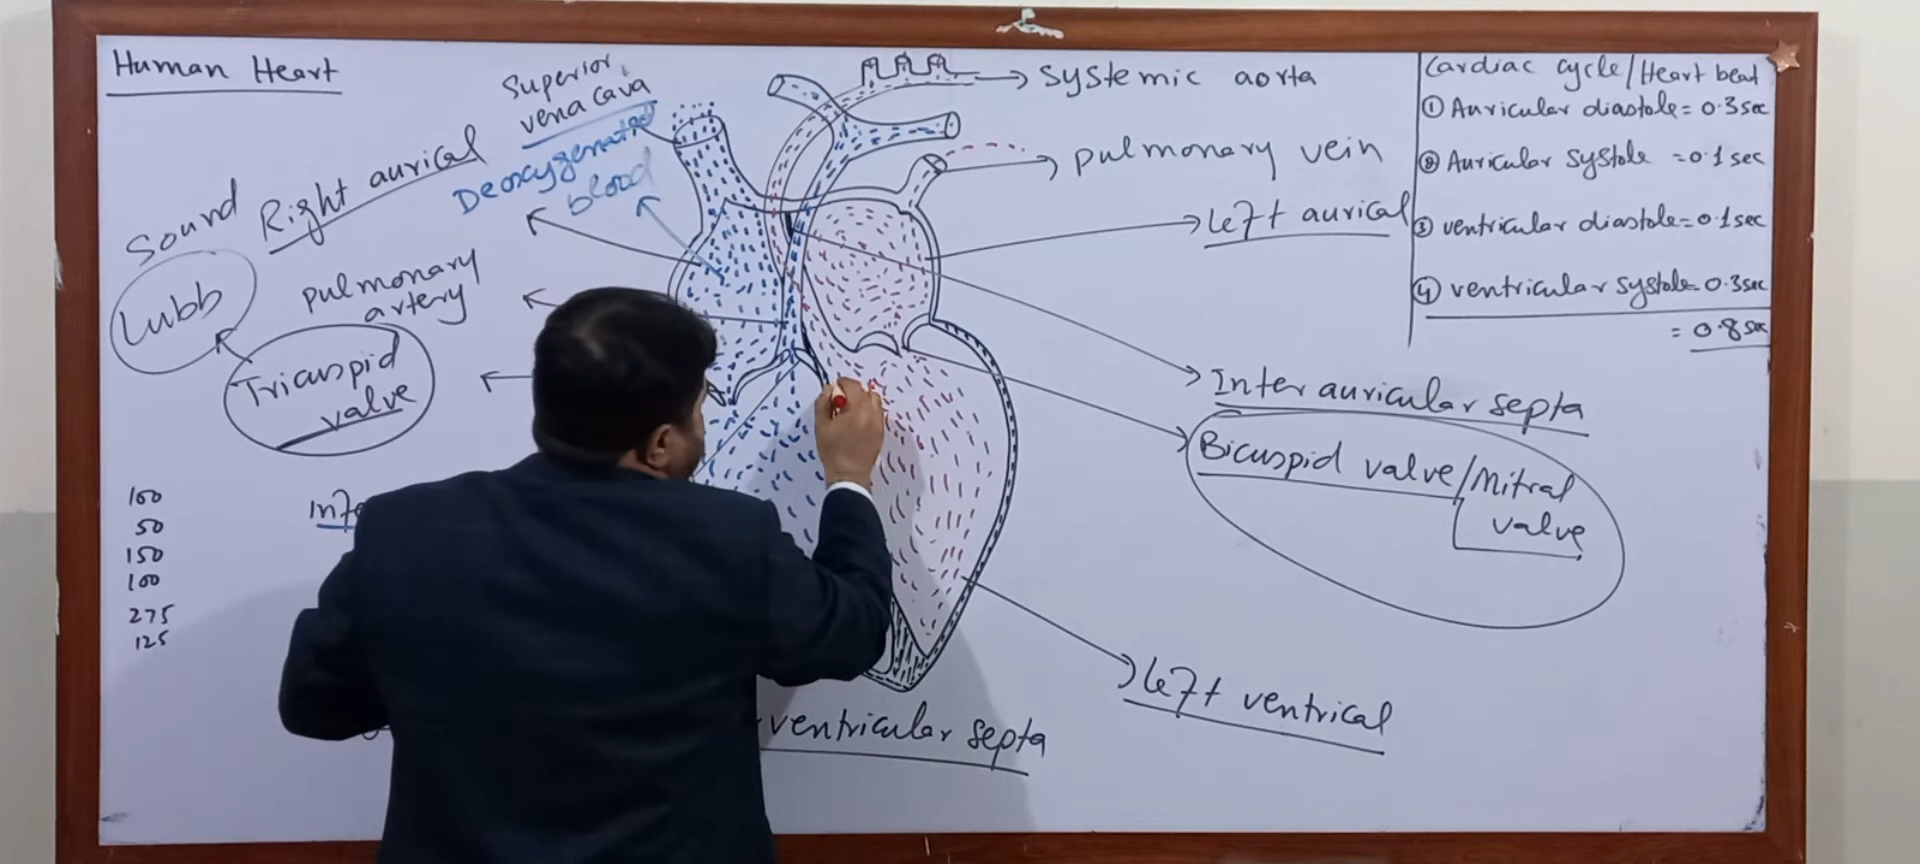 Human Heart
Superior
vena cava
Deoxygenated
blood
Right aurical
Sound
Lubb
pulmonary
artery
Tricuspid
valve
100
50
150
100
275
125
ventricular septa
systemic aorta
pulmonary vein
left aurical
Inter auricular septa
Bicuspid valve/Mitral
valve
left ventrical
Cardiac cycle/Heart beat
① Auricular diastole = 0.3sec
② Auricular systole = 0.1 sec
③ ventricular diastole = 0.1sec
④ ventricular systole = 0.3sec
= 0.8 sec